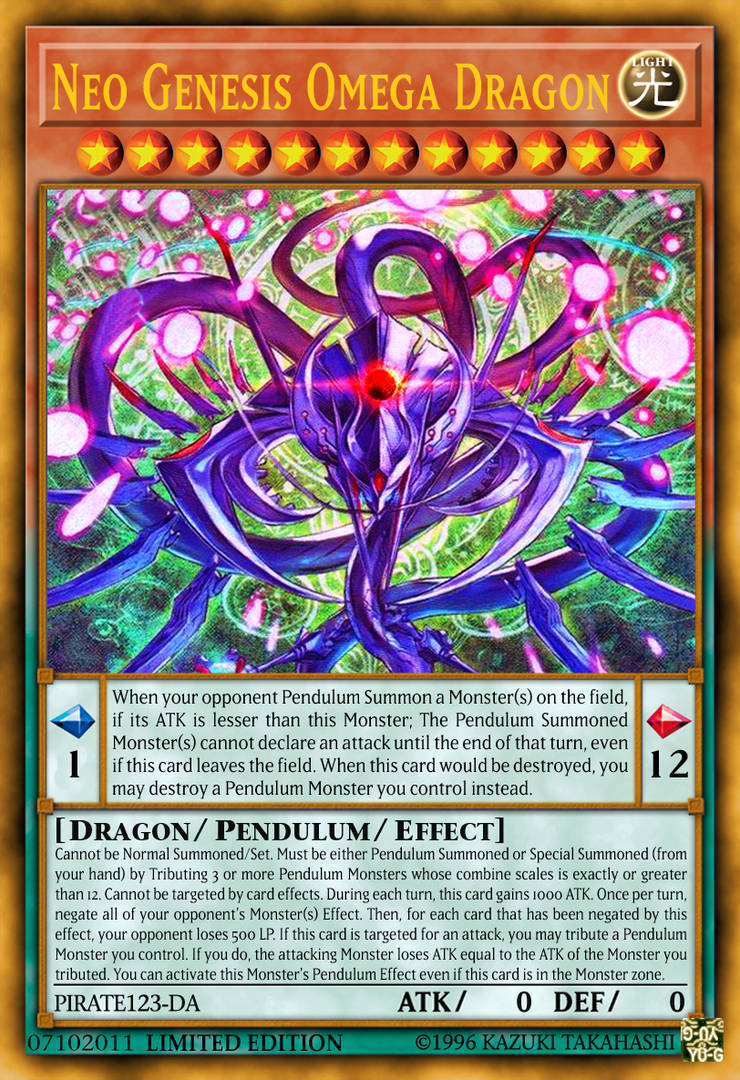 Neo Genesis Omega Dragon
LIGHT
光
When your opponent Pendulum Summon a Monster(s) on the field,
if its ATK is lesser than this Monster; The Pendulum Summoned
Monster(s) cannot declare an attack until the end of that turn, even
if this card leaves the field. When this card would be destroyed, you
may destroy a Pendulum Monster you control instead.
1
12
[Dragon/ Pendulum/ Effect]
Cannot be Normal Summoned/Set. Must be either Pendulum Summoned or Special Summoned (from
your hand) by Tributing 3 or more Pendulum Monsters whose combine scales is exactly or greater
than 12. Cannot be targeted by card effects. During each turn, this card gains 1000 ATK. Once per turn,
negate all of your opponent's Monster(s) Effect. Then, for each card that has been negated by this
effect, your opponent loses 500 LP. If this card is targeted for an attack, you may tribute a Pendulum
Monster you control. If you do, the attacking Monster loses ATK equal to the ATK of the Monster you
tributed. You can activate this Monster's Pendulum Effect even if this card is in the Monster zone.
PIRATE123-DA ATK/ 0 DEF/ 0
07102011 LIMITED EDITION ©1996 KAZUKI TAKAHASHI